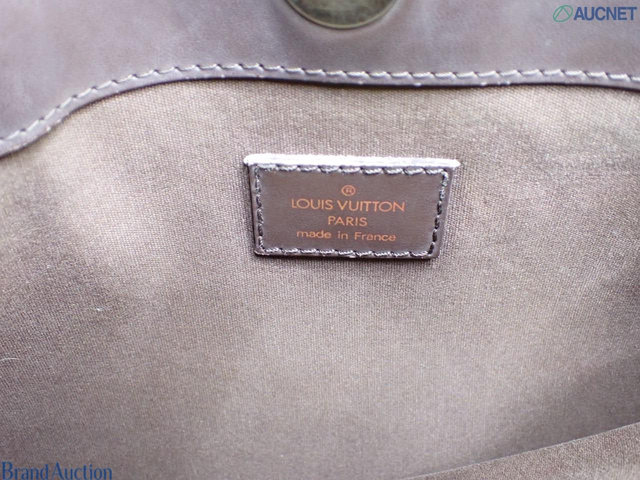 AUCNET
®
LOUIS VUITTON
PARIS
made in France
Brand Auction